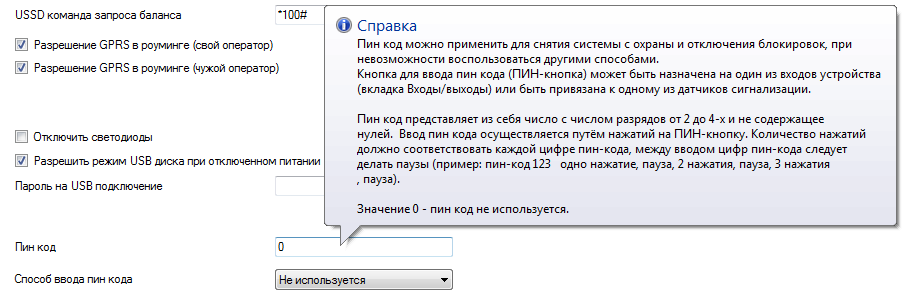 USSD команда запроса баланса
*100#
Разрешение GPRS в роуминге (свой оператор)
Разрешение GPRS в роуминге (чужой оператор)
Отключить светодиоды
Разрешить режим USB диска при отключенном питании
Пароль на USB подключение
Справка
Пин код можно применить для снятия системы с охраны и отключения блокировок, при
невозможности воспользоваться другими способами.
Кнопка для ввода пин кода (ПИН-кнопка) может быть назначена на один из входов устройства
(вкладка Входы/выходы) или быть привязана к одному из датчиков сигнализации.
Пин код представляет из себя число с числом разрядов от 2 до 4-х и не содержащее
нулей. Ввод пин кода осуществляется путём нажатий на ПИН-кнопку. Количество нажатий
должно соответствовать каждой цифре пин-кода, между вводом цифр пин-кода следует
делать паузы (пример: пин-код 123 одно нажатие, пауза, 2 нажатия, пауза, 3 нажатия
, пауза).
Значение 0 - пин код не используется.
Пин код
0
Способ ввода пин кода
Не используется